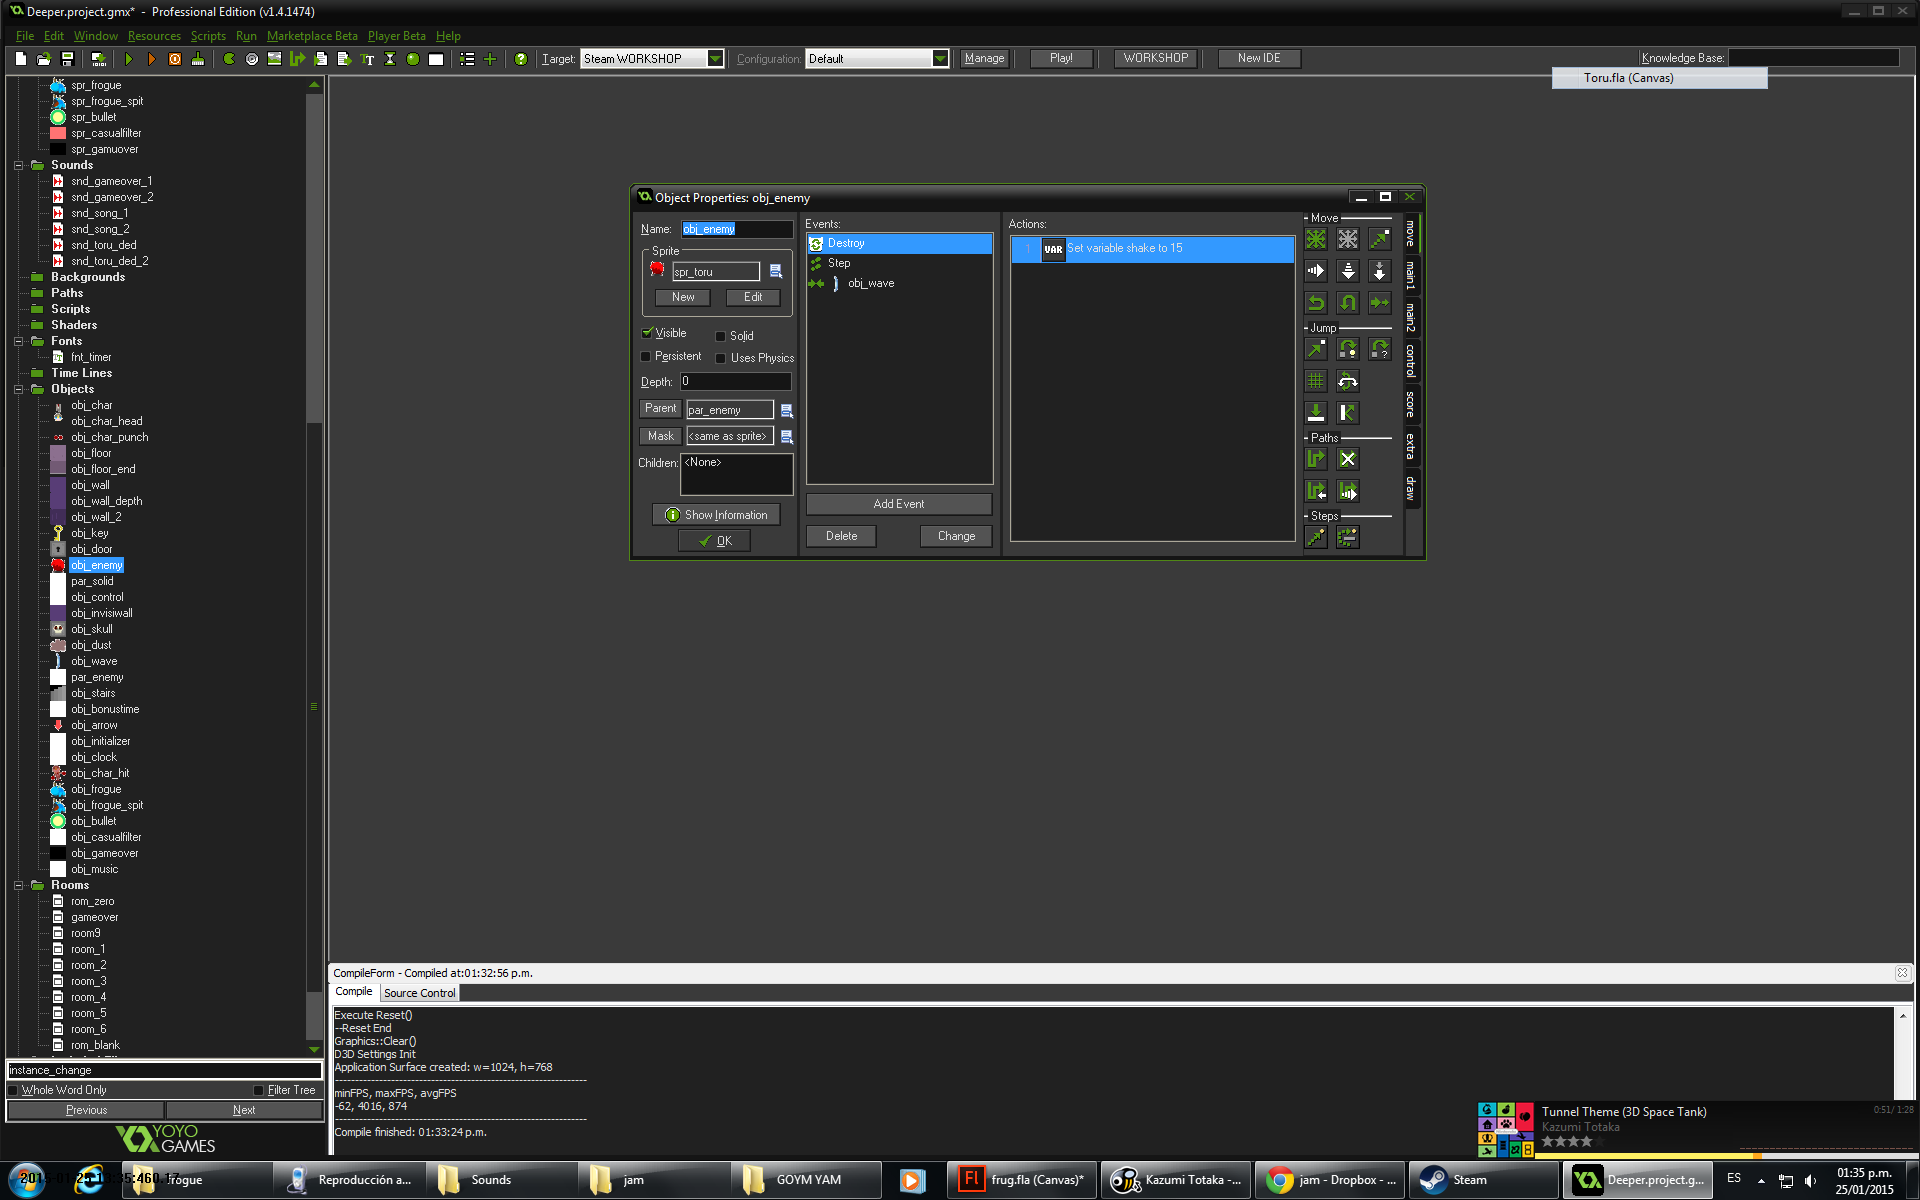 Deeper.project.gmx* - Professional Edition (v1.4.1474)
File Edit Window Resources Scripts Run Marketplace Beta Player Beta Help
Target: Steam WORKSHOP Configuration: Default Manage Play! WORKSHOP New IDE Knowledge Base:
Toru.fla (Canvas)
spr_frogue
spr_frogue_spit
spr_bullet
spr_casualfilter
spr_gamuover
Sounds
snd_gameover_1
snd_gameover_2
snd_song_1
snd_song_2
snd_toru_ded
snd_toru_ded_2
Backgrounds
Paths
Scripts
Shaders
Fonts
fnt_timer
Time Lines
Objects
obj_char
obj_char_head
obj_char_punch
obj_floor
obj_floor_end
obj_wall
obj_wall_depth
obj_wall_2
obj_key
obj_door
obj_enemy
par_solid
obj_control
obj_invisiwall
obj_skull
obj_dust
obj_wave
par_enemy
obj_stairs
obj_bonustime
obj_arrow
obj_initializer
obj_clock
obj_char_hit
obj_frogue
obj_frogue_spit
obj_bullet
obj_casualfilter
obj_gameover
obj_music
Rooms
rom_zero
gameover
room9
room_1
room_2
room_3
room_4
room_5
room_6
rom_blank
instance_change
Whole Word Only Filter Tree
Previous Next
YOYO
GAMES
Object Properties: obj_enemy
Name: obj_enemy
Sprite
spr_toru
New Edit
Visible Solid
Persistent Uses Physics
Depth: 0
Parent par_enemy
Mask <same as sprite>
Children: <None>
Show Information
OK
Events:
Destroy
Step
obj_wave
Add Event
Delete Change
Actions:
1 VAR Set variable shake to 15
Move
Jump
Paths
Steps
move
main1
main2
control
score
extra
draw
CompileForm - Compiled at:01:32:56 p.m.
Compile Source Control
Execute Reset()
--Reset End
Graphics::Clear()
D3D Settings Init
Application Surface created: w=1024, h=768
minFPS, maxFPS, avgFPS
-62, 4016, 874
Compile finished: 01:33:24 p.m.
Tunnel Theme (3D Space Tank) 0:51/ 1:28
Kazumi Totaka
frogue Reproducción a... Sounds jam GOYM YAM Fl frug.fla (Canvas)* Kazumi Totaka -... jam - Dropbox - ... Steam Deeper.project.g... ES 01:35 p.m.
25/01/2015